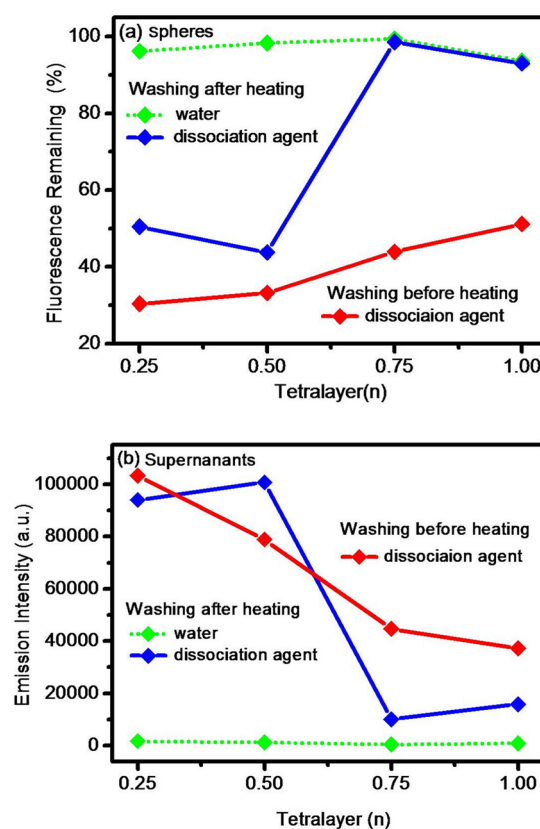 (a) Spheres
Fluorescence Remaining (%)
100
80
60
40
20
Washing after heating
water
dissociation agent
Washing before heating
dissociaion agent
0.25 0.50 0.75 1.00
Tetralayer(n)
(b) Supernanants
Emission Intensity (a.u.)
100000
80000
60000
40000
20000
0
Washing before heating
dissociaion agent
Washing after heating
water
dissociation agent
0.25 0.50 0.75 1.00
Tetralayer (n)